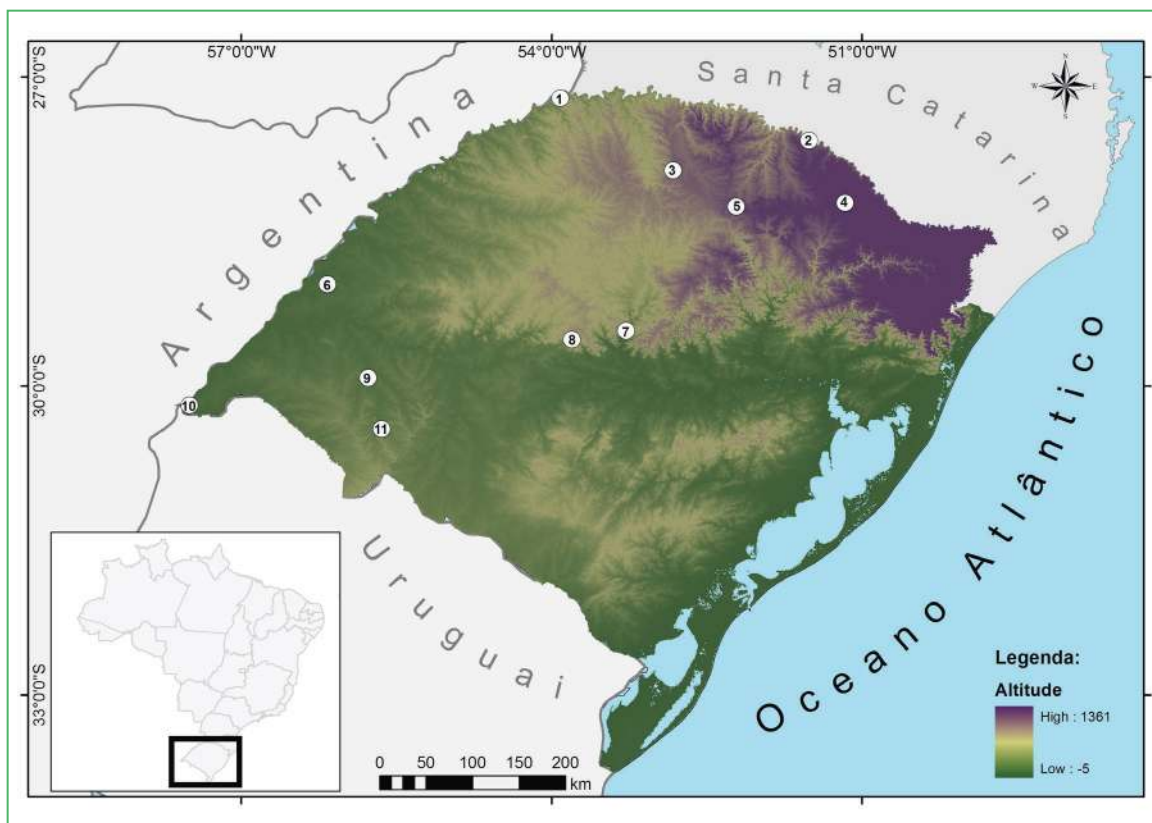 57°0'0"W
54°0'0"W
51°0'0"W
27°0'0"S
30°0'0"S
33°0'0"S
Santa Catarina
Argentina
Uruguai
Oceano Atlântico
N
W
E
S
1
2
3
4
5
6
7
8
9
10
11
Legenda:
Altitude
High : 1361
Low : -5
0 25 50 100 150 200
km